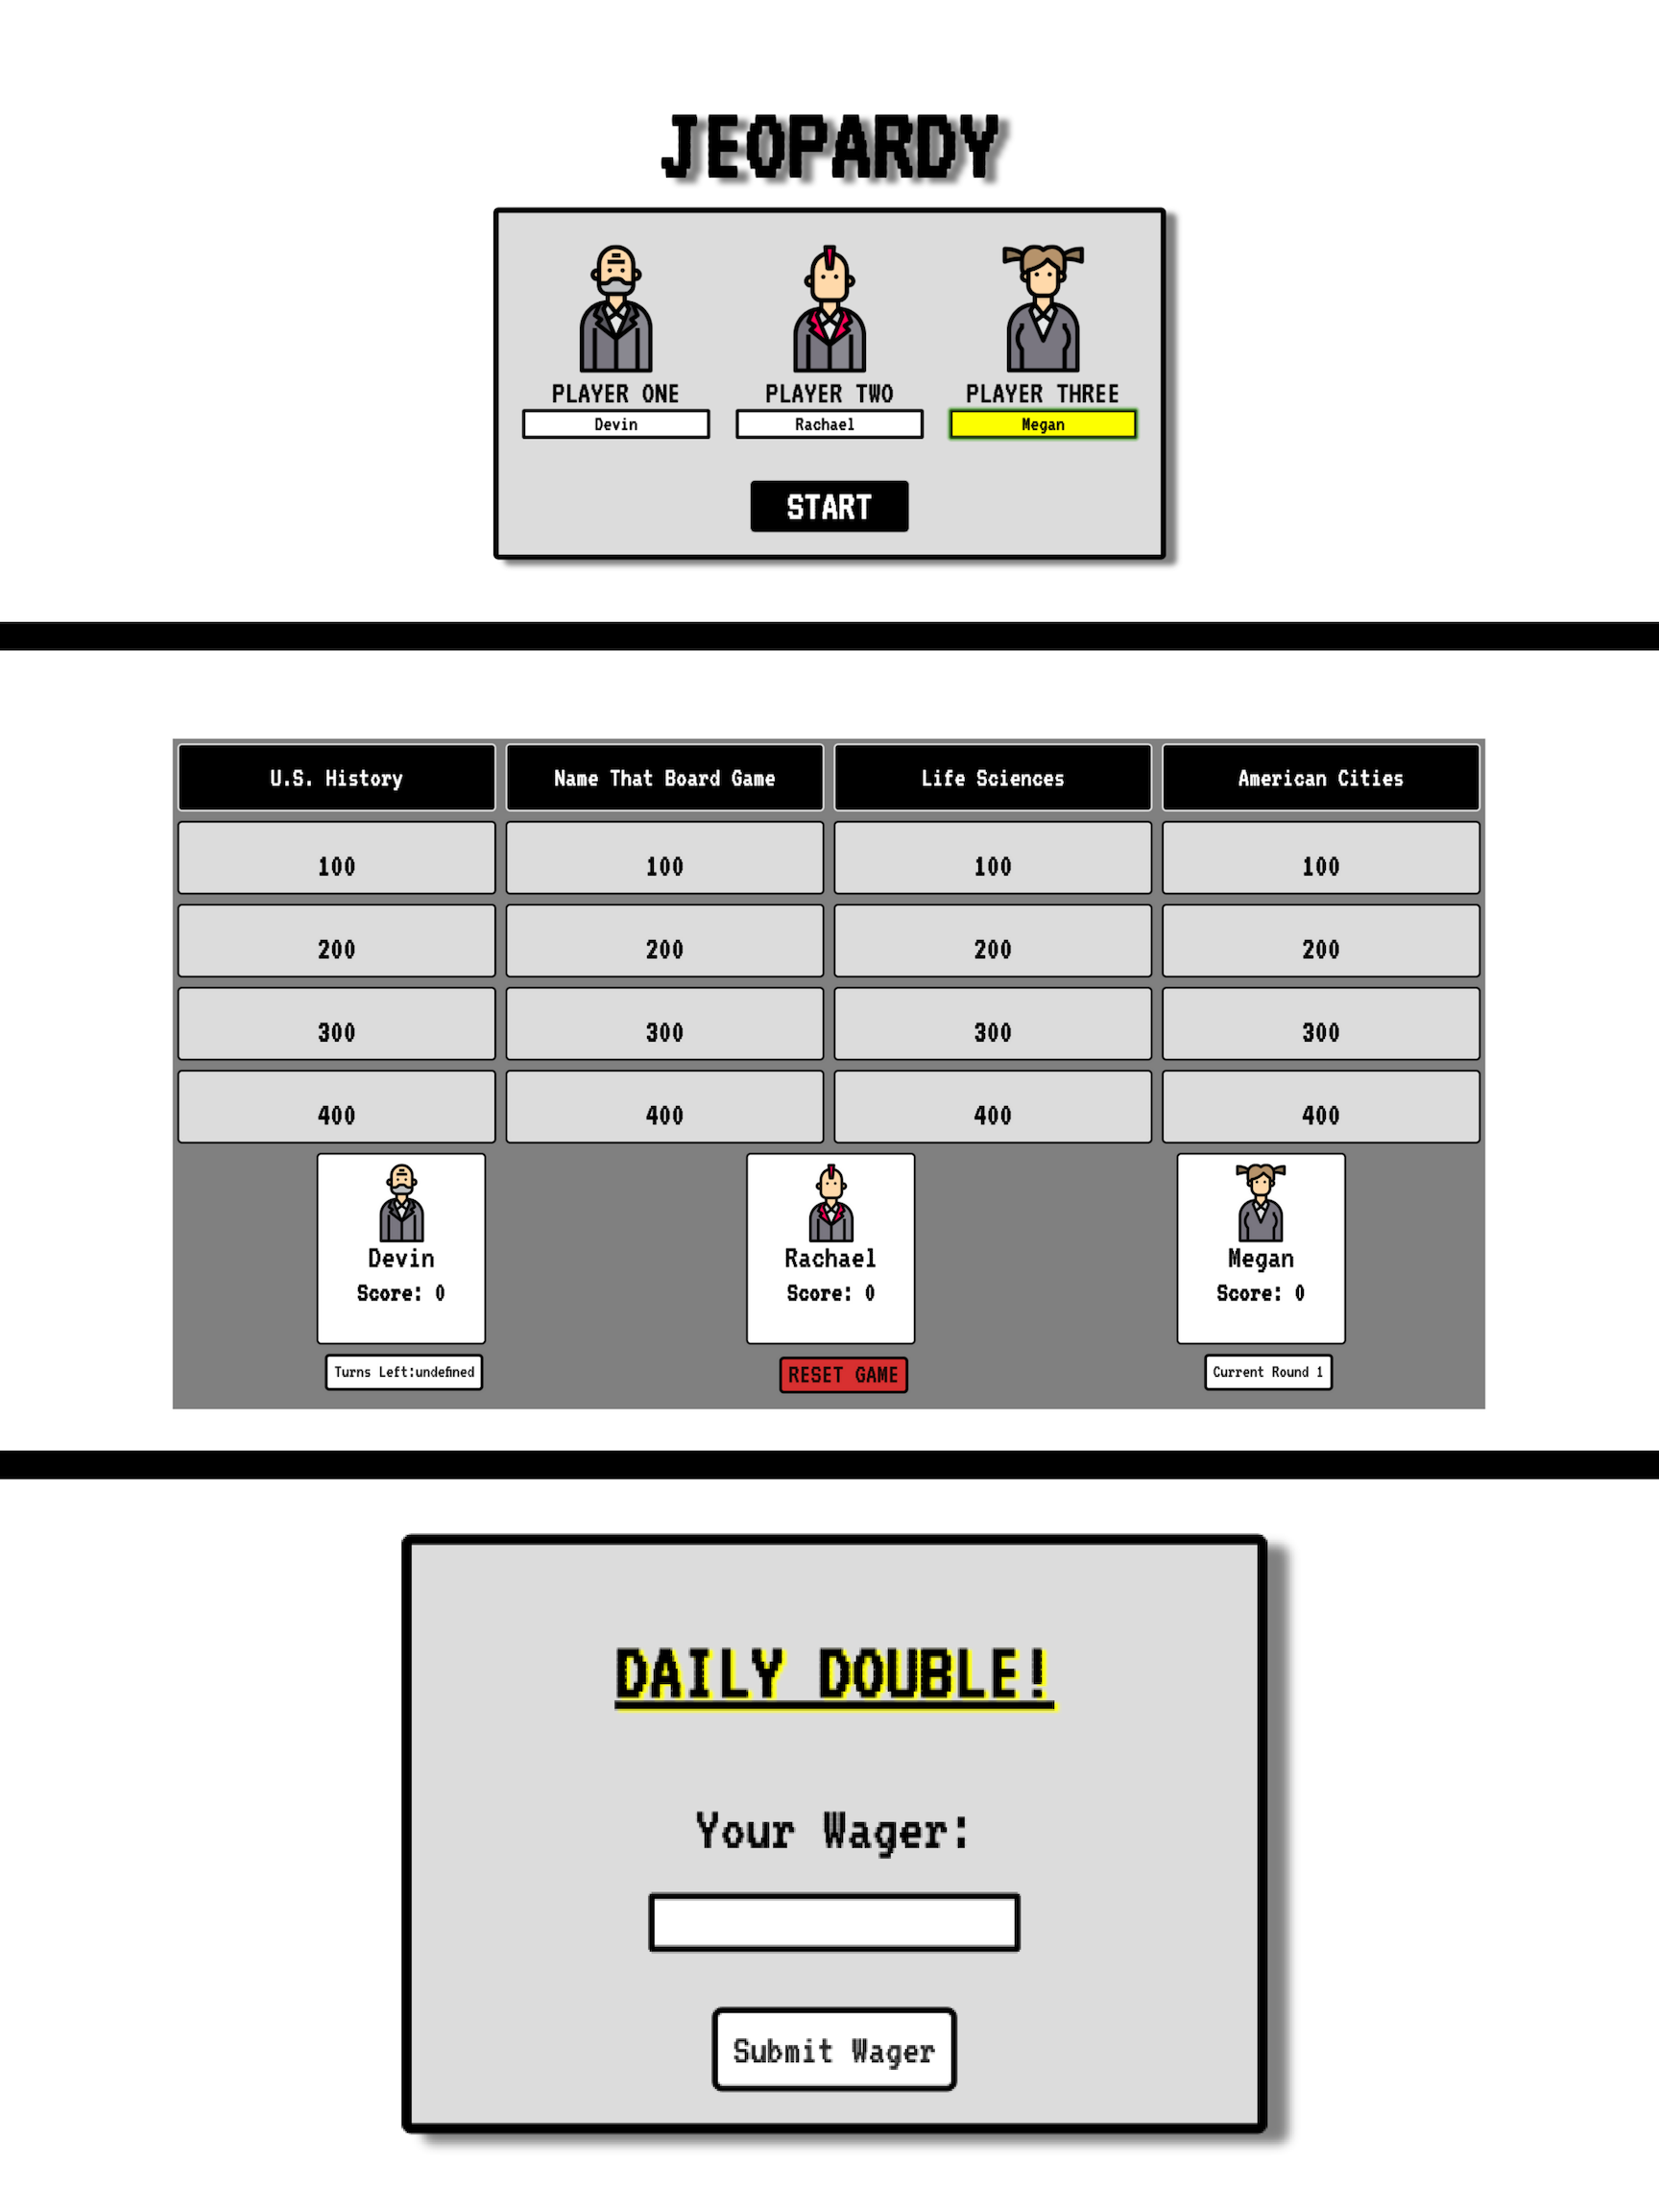 JEOPARDY
PLAYER ONE PLAYER TWO PLAYER THREE
Devin Rachael Megan
START
U.S. History Name That Board Game Life Sciences American Cities
100 100 100 100
200 200 200 200
300 300 300 300
400 400 400 400
Devin Rachael Megan
Score: 0 Score: 0 Score: 0
Turns Left:undefined RESET GAME Current Round 1
DAILY DOUBLE!
Your Wager:
Submit Wager